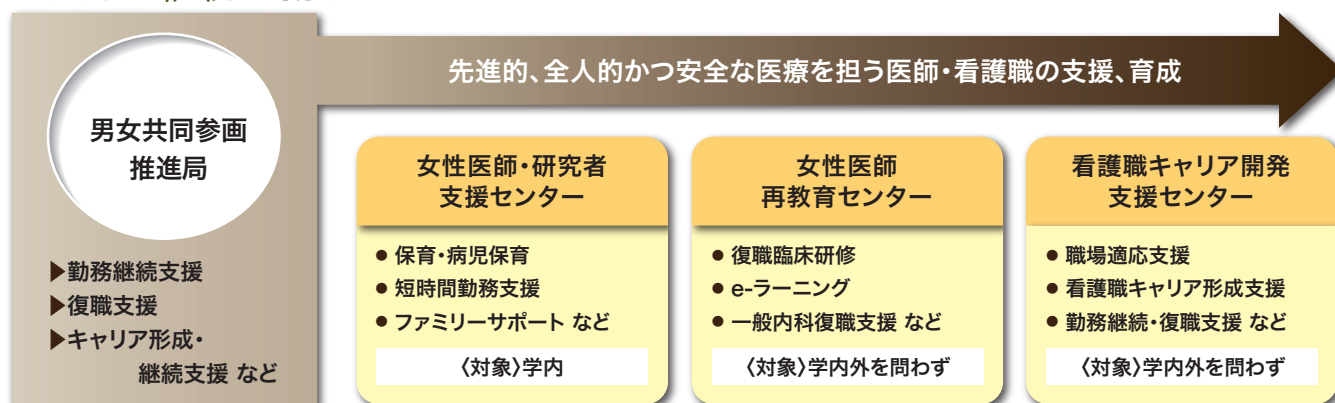 先進的、全人的かつ安全な医療を担う医師・看護職の支援、育成
男女共同参画
推進局
▶勤務継続支援
▶復職支援
▶キャリア形成・
継続支援 など
女性医師・研究者
支援センター
● 保育・病児保育
● 短時間勤務支援
● ファミリーサポート など
〈対象〉学内
女性医師
再教育センター
● 復職臨床研修
● e-ラーニング
● 一般内科復職支援 など
〈対象〉学内外を問わず
看護職キャリア開発
支援センター
● 職場適応支援
● 看護職キャリア形成支援
● 勤務継続・復職支援 など
〈対象〉学内外を問わず